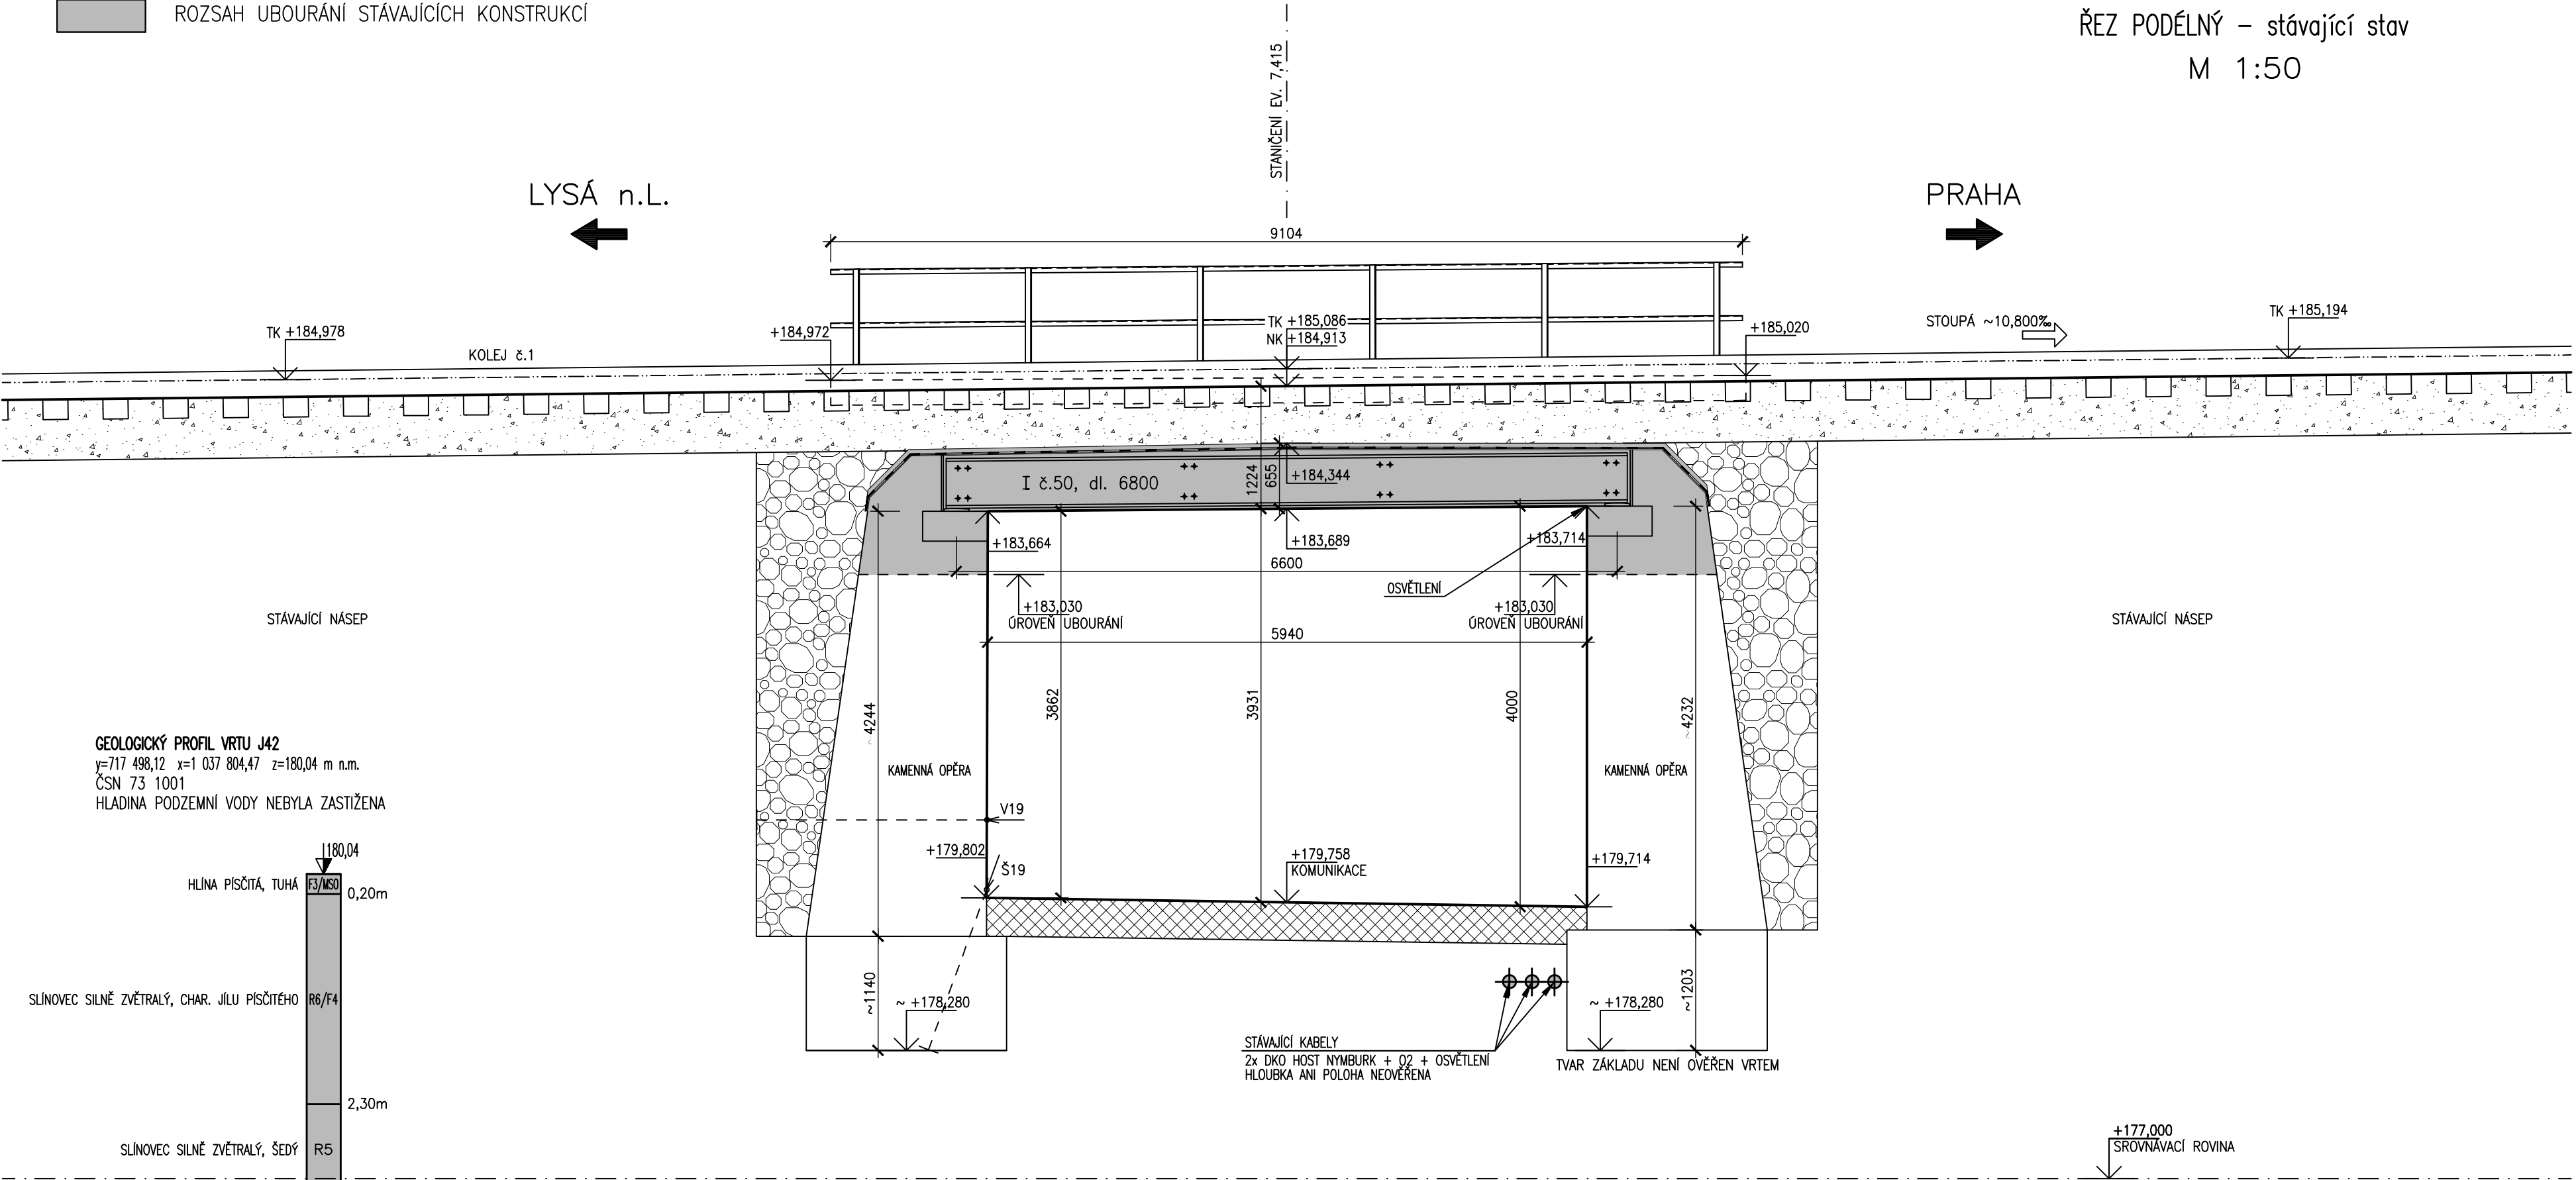 ROZSAH UBOURÁNÍ STÁVAJÍCÍCH KONSTRUKCÍ
ŘEZ PODÉLNÝ – stávající stav
M 1:50
STANIČENÍ EV. 7,415
LYSÁ n.L.
PRAHA
9104
TK +184,978
KOLEJ č.1
+184,972
TK +185,086
NK +184,913
+185,020
STOUPÁ ~10,800‰
TK +185,194
I č.50, dl. 6800
1224
655
+184,344
+183,664
+183,689
+183,714
6600
OSVĚTLENÍ
+183,030
ÚROVEŇ UBOURÁNÍ
+183,030
ÚROVEŇ UBOURÁNÍ
5940
STÁVAJÍCÍ NÁSEP
STÁVAJÍCÍ NÁSEP
~4244
3862
3931
4000
~4232
KAMENNÁ OPĚRA
KAMENNÁ OPĚRA
GEOLOGICKÝ PROFIL VRTU J42
y=717 498,12 x=1 037 804,47 z=180,04 m n.m.
ČSN 73 1001
HLADINA PODZEMNÍ VODY NEBYLA ZASTIŽENA
V19
+179,802
Š19
+179,758
KOMUNIKACE
+179,714
180,04
HLÍNA PÍSČITÁ, TUHÁ
F3/MSO
0,20m
SLÍNOVEC SILNĚ ZVĚTRALÝ, CHAR. JÍLU PÍSČITÉHO
R6/F4
~1140
~ +178,280
~ +178,280
~1203
STÁVAJÍCÍ KABELY
2x DKO HOST NYMBURK + O2 + OSVĚTLENÍ
HLOUBKA ANI POLOHA NEOVĚŘENA
TVAR ZÁKLADU NENÍ OVĚŘEN VRTEM
2,30m
SLÍNOVEC SILNĚ ZVĚTRALÝ, ŠEDÝ
R5
+177,000
SROVNÁVACÍ ROVINA